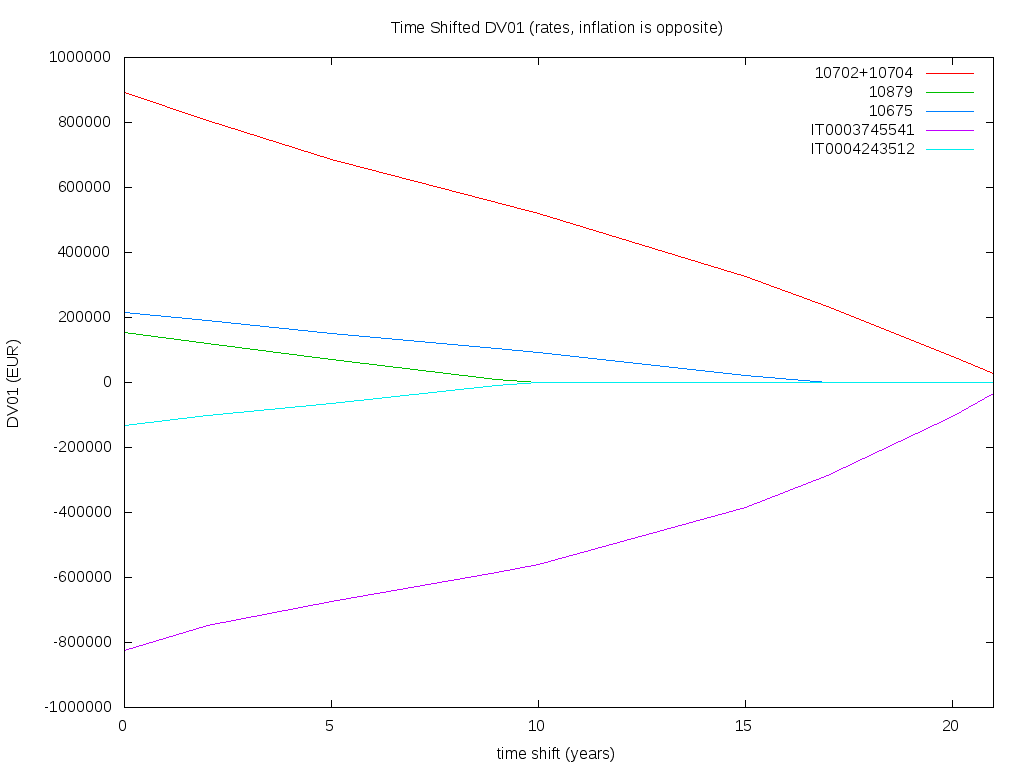 Time Shifted DV01 (rates, inflation is opposite)
1000000
800000
600000
400000
200000
0
-200000
-400000
-600000
-800000
-1000000
DV01 (EUR)
10702+10704
10879
10675
IT0003745541
IT0004243512
0 5 10 15 20
time shift (years)